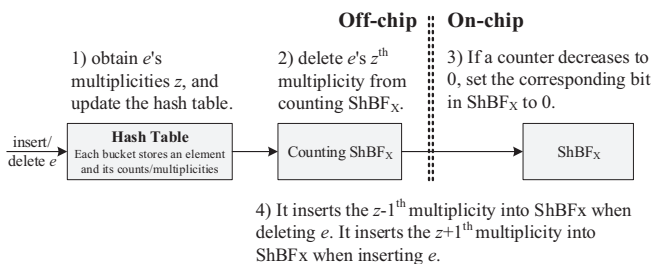 Off-chip On-chip
1) obtain e's
multiplicities z, and
update the hash table.
2) delete e's zth
multiplicity from
counting ShBFX.
3) If a counter decreases to
0, set the corresponding bit
in ShBFX to 0.
insert/
delete e
Hash Table
Each bucket stores an element
and its counts/multiplicities
Counting ShBFX
ShBFX
4) It inserts the z-1th multiplicity into ShBFx when
deleting e. It inserts the z+1th multiplicity into
ShBFx when inserting e.